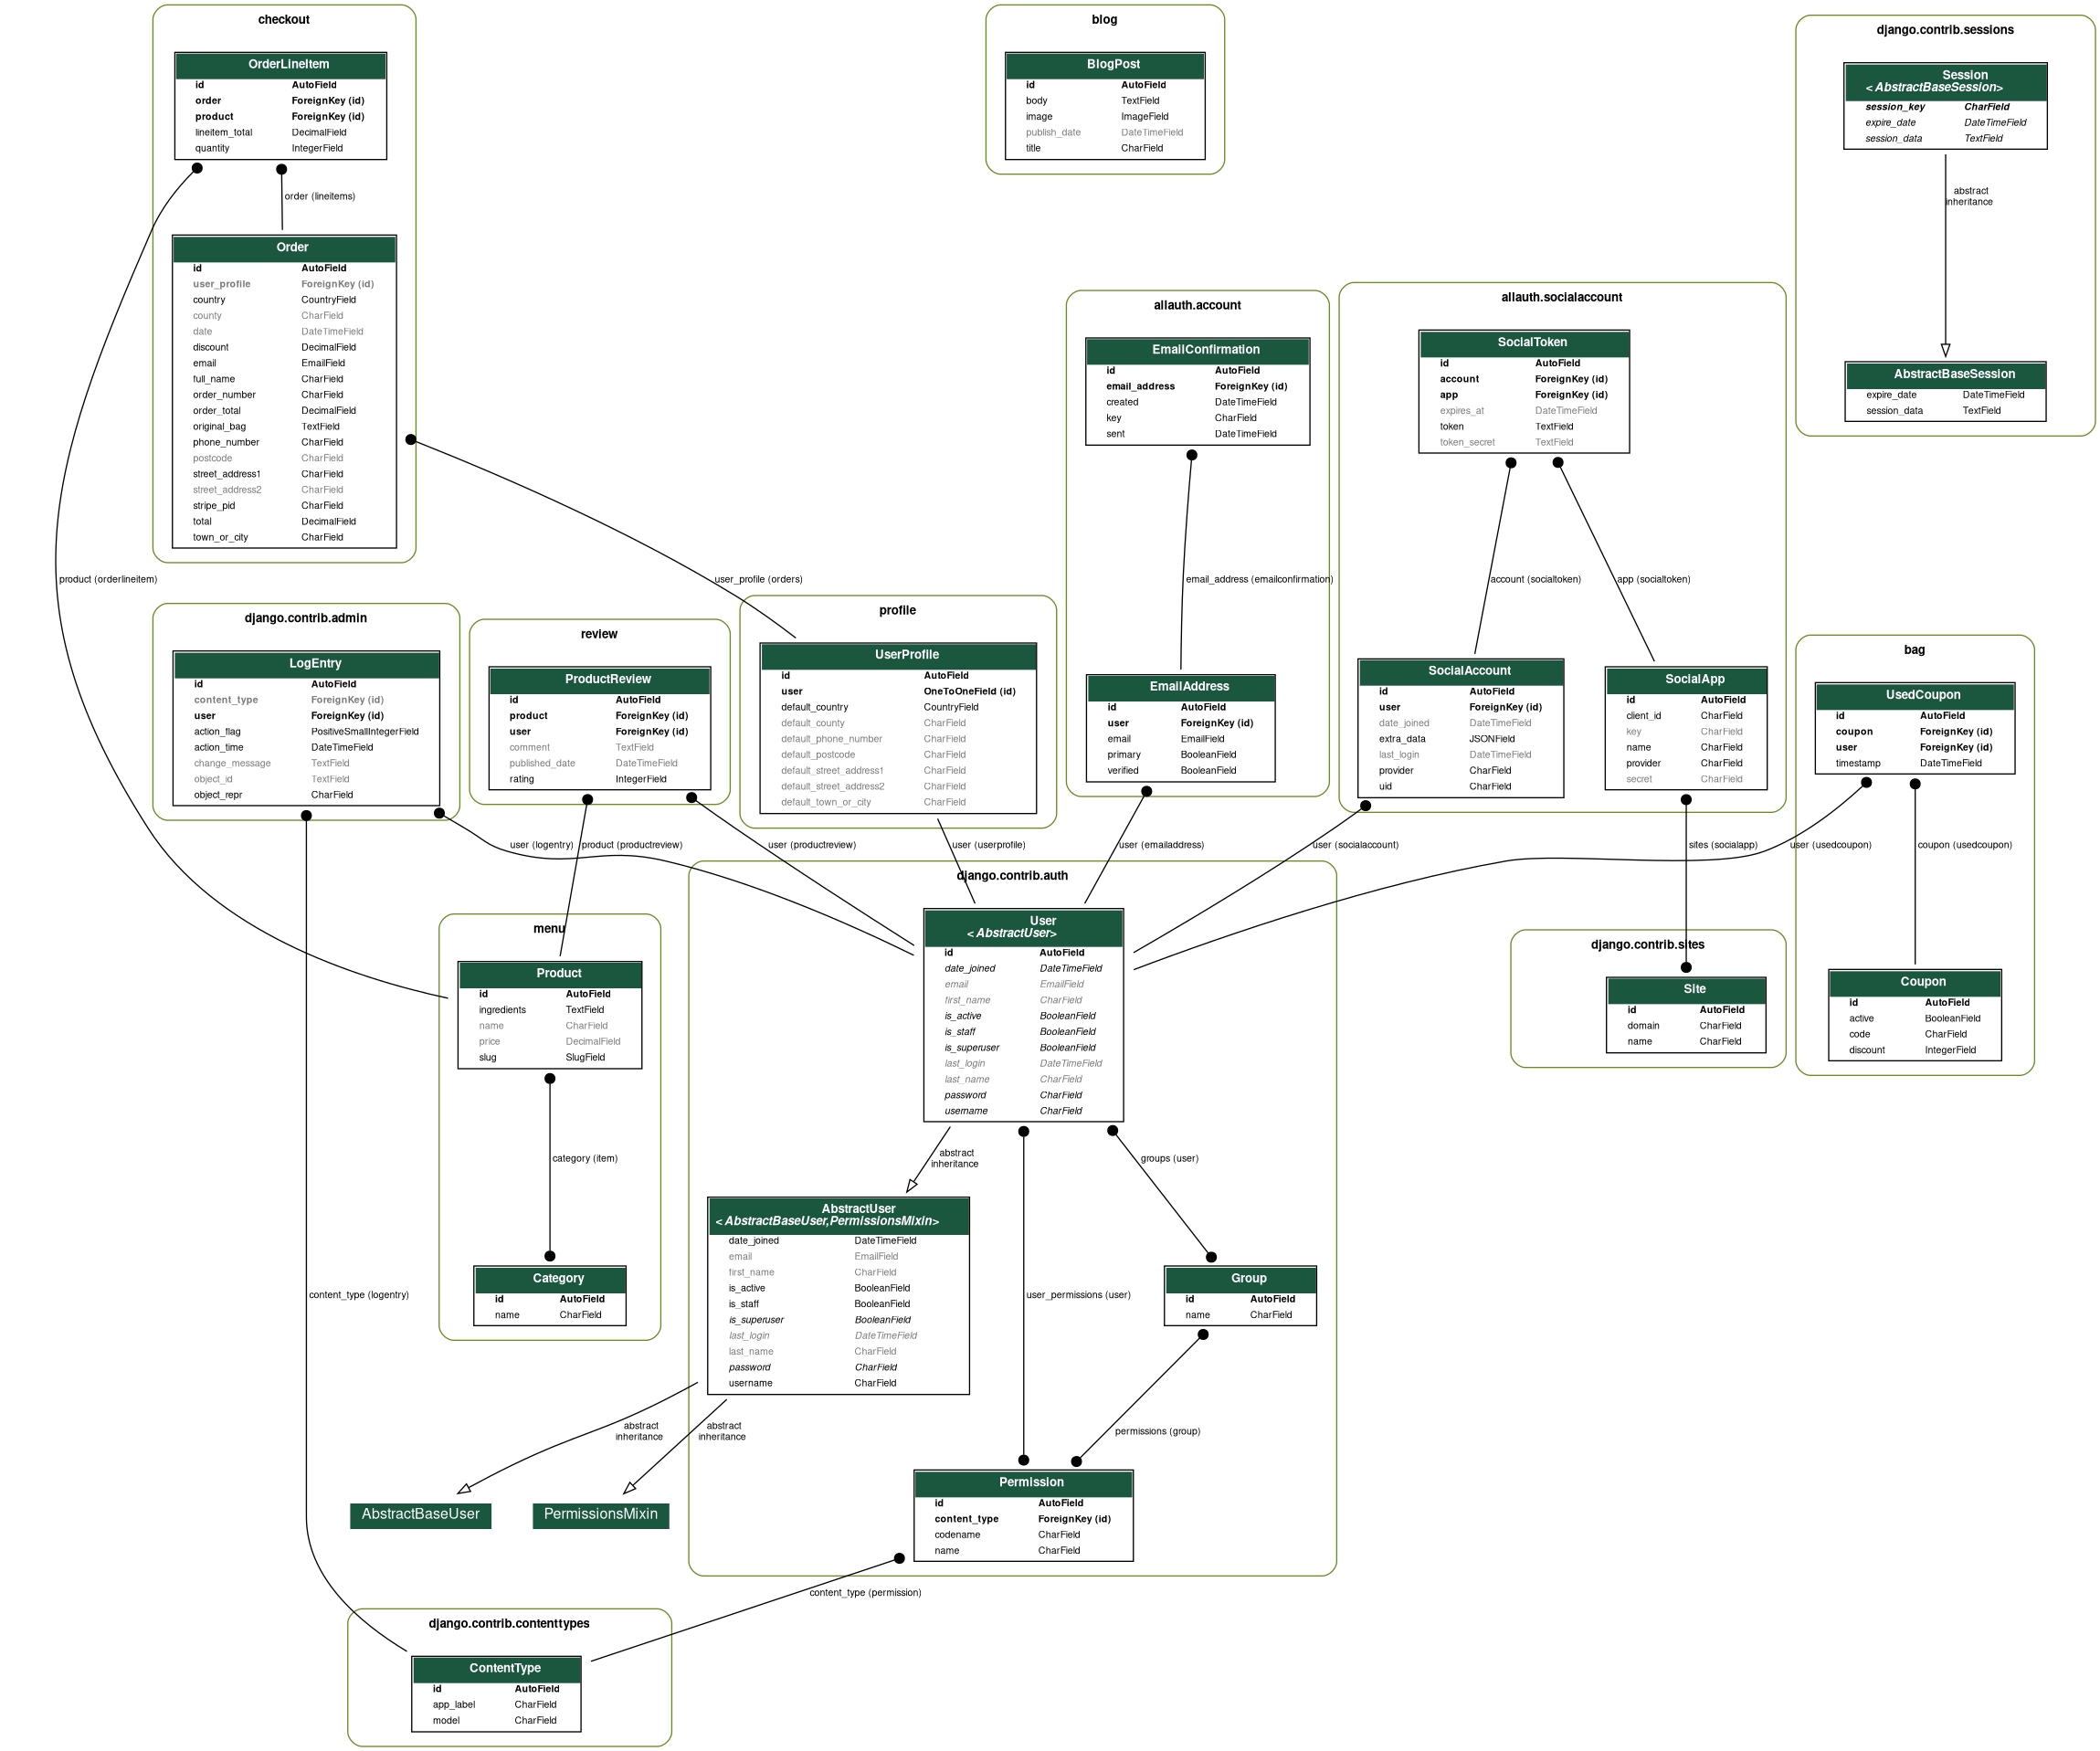 checkout
OrderLineItem
id AutoField
order ForeignKey (id)
product ForeignKey (id)
lineitem_total DecimalField
quantity IntegerField
order (lineitems)
Order
id AutoField
user_profile ForeignKey (id)
country CountryField
county CharField
date DateTimeField
discount DecimalField
email EmailField
full_name CharField
order_number CharField
order_total DecimalField
original_bag TextField
phone_number CharField
postcode CharField
street_address1 CharField
street_address2 CharField
stripe_pid CharField
total DecimalField
town_or_city CharField
blog
BlogPost
id AutoField
body TextField
image ImageField
publish_date DateTimeField
title CharField
django.contrib.sessions
Session
<AbstractBaseSession>
session_key CharField
expire_date DateTimeField
session_data TextField
abstract
inheritance
AbstractBaseSession
expire_date DateTimeField
session_data TextField
allauth.account
EmailConfirmation
id AutoField
email_address ForeignKey (id)
created DateTimeField
key CharField
sent DateTimeField
email_address (emailconfirmation)
EmailAddress
id AutoField
user ForeignKey (id)
email EmailField
primary BooleanField
verified BooleanField
allauth.socialaccount
SocialToken
id AutoField
account ForeignKey (id)
app ForeignKey (id)
expires_at DateTimeField
token TextField
token_secret TextField
account (socialtoken)
app (socialtoken)
SocialAccount
id AutoField
user ForeignKey (id)
date_joined DateTimeField
extra_data JSONField
last_login DateTimeField
provider CharField
uid CharField
SocialApp
id AutoField
client_id CharField
key CharField
name CharField
provider CharField
secret CharField
product (orderlineitem)
user_profile (orders)
django.contrib.admin
LogEntry
id AutoField
content_type ForeignKey (id)
user ForeignKey (id)
action_flag PositiveSmallIntegerField
action_time DateTimeField
change_message TextField
object_id TextField
object_repr CharField
review
ProductReview
id AutoField
product ForeignKey (id)
user ForeignKey (id)
comment TextField
published_date DateTimeField
rating IntegerField
profile
UserProfile
id AutoField
user OneToOneField (id)
default_country CountryField
default_county CharField
default_phone_number CharField
default_postcode CharField
default_street_address1 CharField
default_street_address2 CharField
default_town_or_city CharField
bag
UsedCoupon
id AutoField
coupon ForeignKey (id)
user ForeignKey (id)
timestamp DateTimeField
user (logentry)
product (productreview)
user (productreview)
user (userprofile)
user (emailaddress)
user (socialaccount)
sites (socialapp)
user (usedcoupon)
coupon (usedcoupon)
Coupon
id AutoField
active BooleanField
code CharField
discount IntegerField
django.contrib.sites
Site
id AutoField
domain CharField
name CharField
menu
Product
id AutoField
ingredients TextField
name CharField
price DecimalField
slug SlugField
category (item)
Category
id AutoField
name CharField
django.contrib.auth
User
<AbstractUser>
id AutoField
date_joined DateTimeField
email EmailField
first_name CharField
is_active BooleanField
is_staff BooleanField
is_superuser BooleanField
last_login DateTimeField
last_name CharField
password CharField
username CharField
abstract
inheritance
groups (user)
AbstractUser
<AbstractBaseUser,PermissionsMixin>
date_joined DateTimeField
email EmailField
first_name CharField
is_active BooleanField
is_staff BooleanField
is_superuser BooleanField
last_login DateTimeField
last_name CharField
password CharField
username CharField
user_permissions (user)
Group
id AutoField
name CharField
content_type (logentry)
abstract
inheritance
abstract
inheritance
permissions (group)
AbstractBaseUser
PermissionsMixin
Permission
id AutoField
content_type ForeignKey (id)
codename CharField
name CharField
content_type (permission)
django.contrib.contenttypes
ContentType
id AutoField
app_label CharField
model CharField